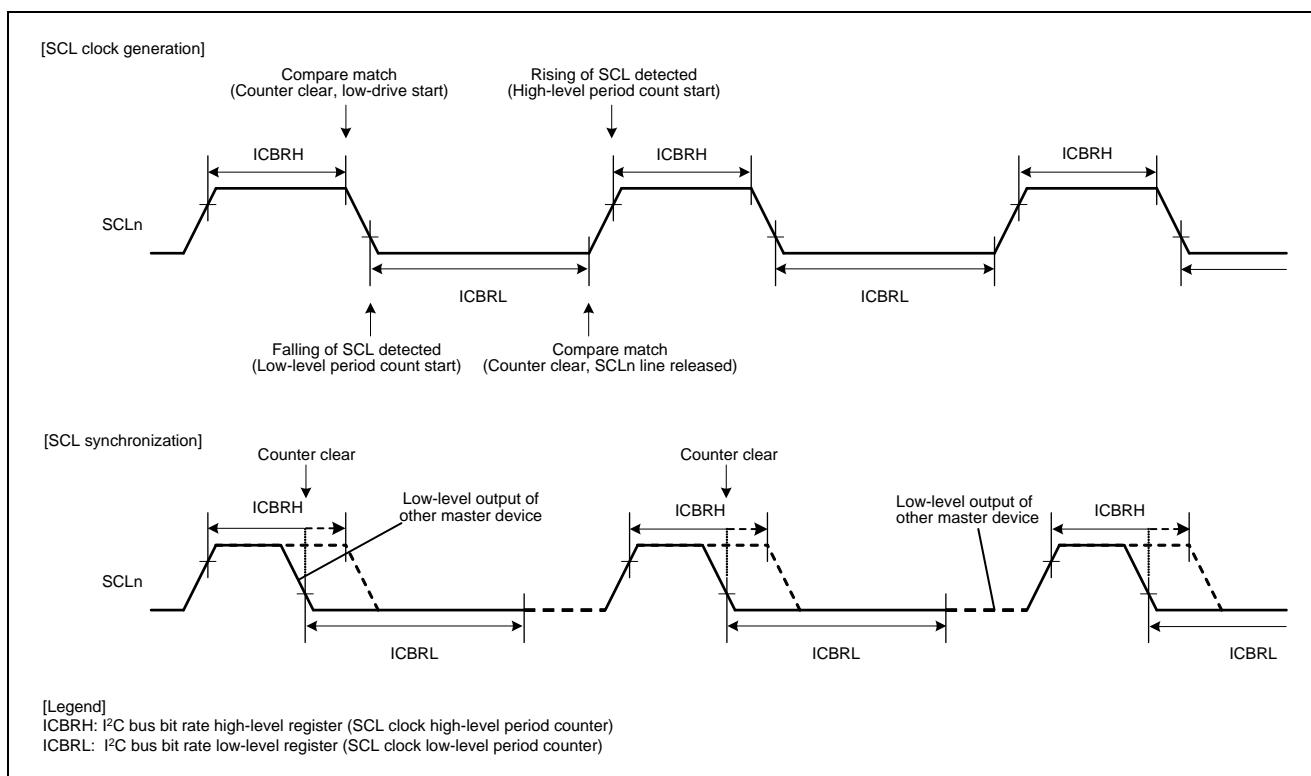 [SCL clock generation]
Compare match
(Counter clear, low-drive start)
Rising of SCL detected
(High-level period count start)
ICBRH
ICBRH
ICBRH
SCLn
ICBRL
ICBRL
Falling of SCL detected
(Low-level period count start)
Compare match
(Counter clear, SCLn line released)
[SCL synchronization]
Counter clear
Counter clear
ICBRH
Low-level output of
other master device
ICBRH
Low-level output of
other master device
ICBRH
SCLn
ICBRL
ICBRL
ICBRL
[Legend]
ICBRH: I²C bus bit rate high-level register (SCL clock high-level period counter)
ICBRL: I²C bus bit rate low-level register (SCL clock low-level period counter)